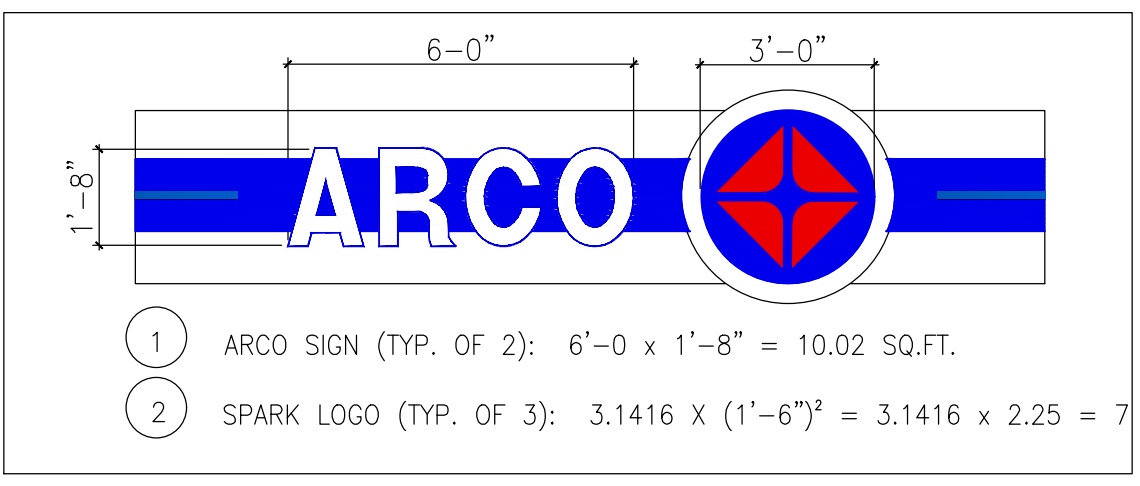 6-0" 3'-0"
1'-8"
ARCO
1 ARCO SIGN (TYP. OF 2): 6'-0 x 1'-8" = 10.02 SQ.FT.
2 SPARK LOGO (TYP. OF 3): 3.1416 X (1'-6")² = 3.1416 x 2.25 = 7